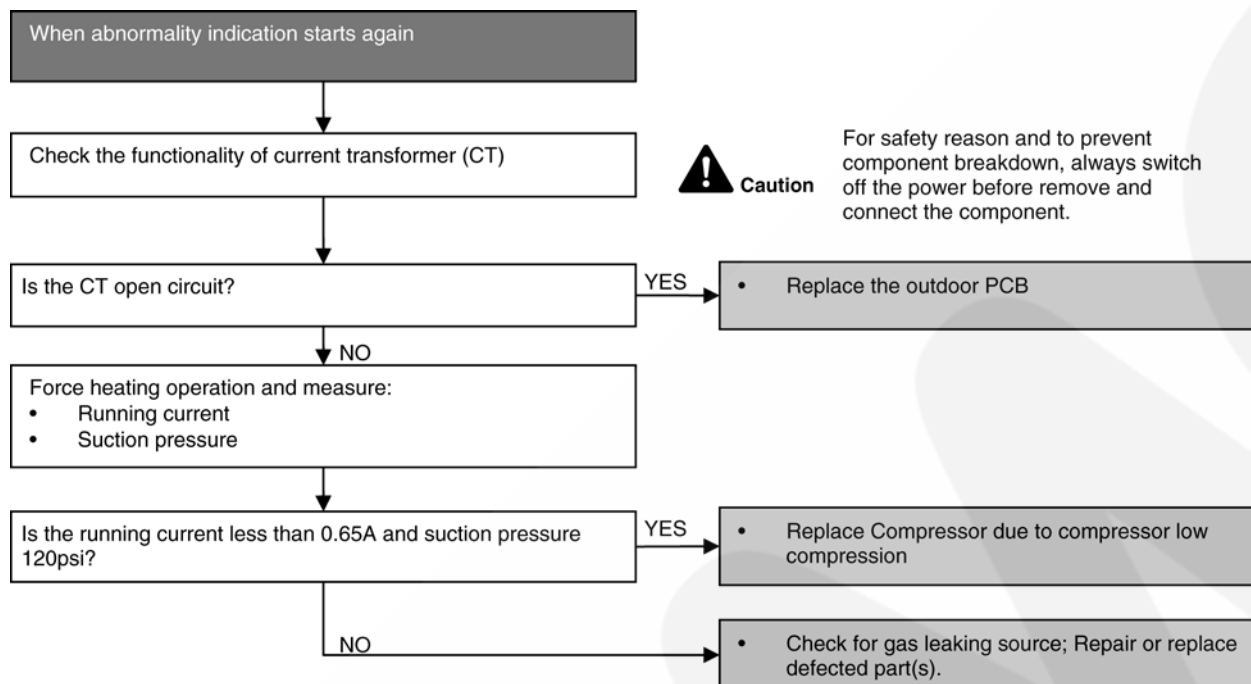 When abnormality indication starts again
Check the functionality of current transformer (CT)
For safety reason and to prevent
component breakdown, always switch
off the power before remove and
connect the component.
Caution
Is the CT open circuit?
YES
• Replace the outdoor PCB
NO
Force heating operation and measure:
• Running current
• Suction pressure
Is the running current less than 0.65A and suction pressure
120psi?
YES
• Replace Compressor due to compressor low
compression
NO
• Check for gas leaking source; Repair or replace
defected part(s).